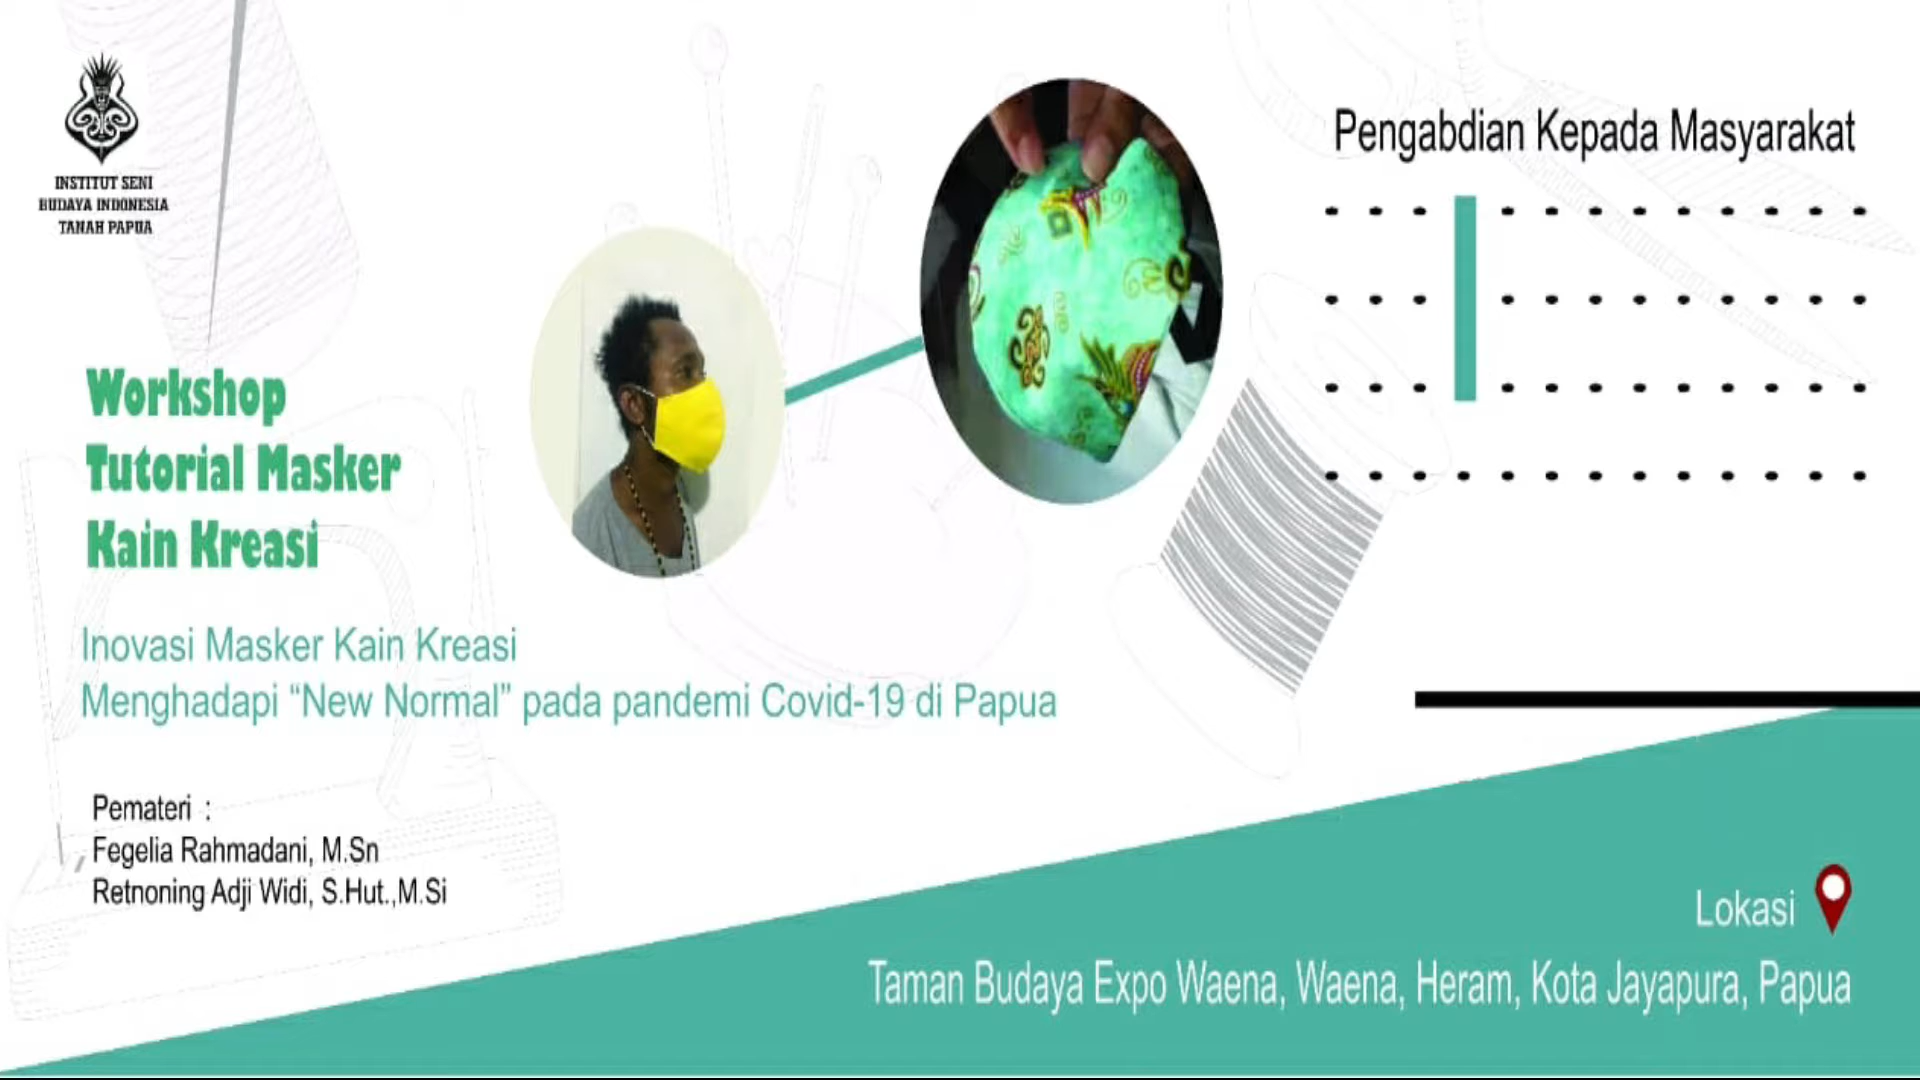 INSTITUT SENI
BUDAYA INDONESIA
TANAH PAPUA
Pengabdian Kepada Masyarakat
Workshop
Tutorial Masker
Kain Kreasi
Inovasi Masker Kain Kreasi
Menghadapi “New Normal” pada pandemi Covid-19 di Papua
Pemateri :
Fegelia Rahmadani, M.Sn
Retnoning Adji Widi, S.Hut.,M.Si
Lokasi
Taman Budaya Expo Waena, Waena, Heram, Kota Jayapura, Papua